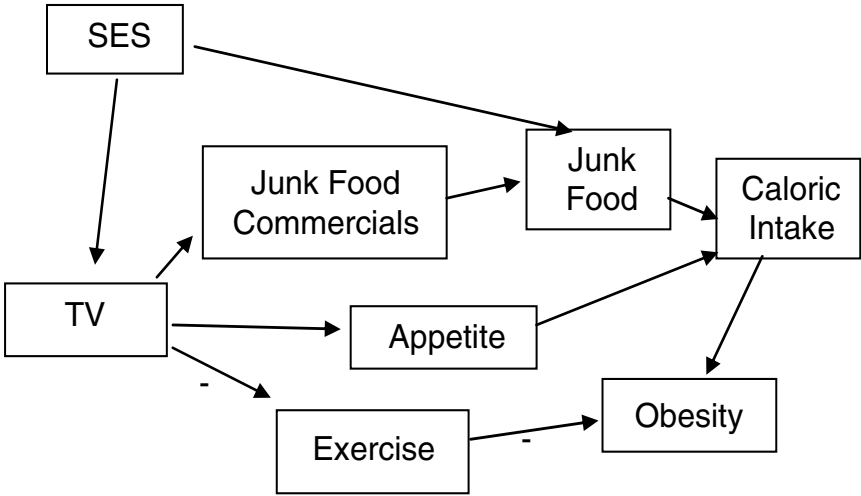 SES
Junk Food
Commercials
Junk
Food
Caloric
Intake
TV
Appetite
-
Exercise
-
Obesity